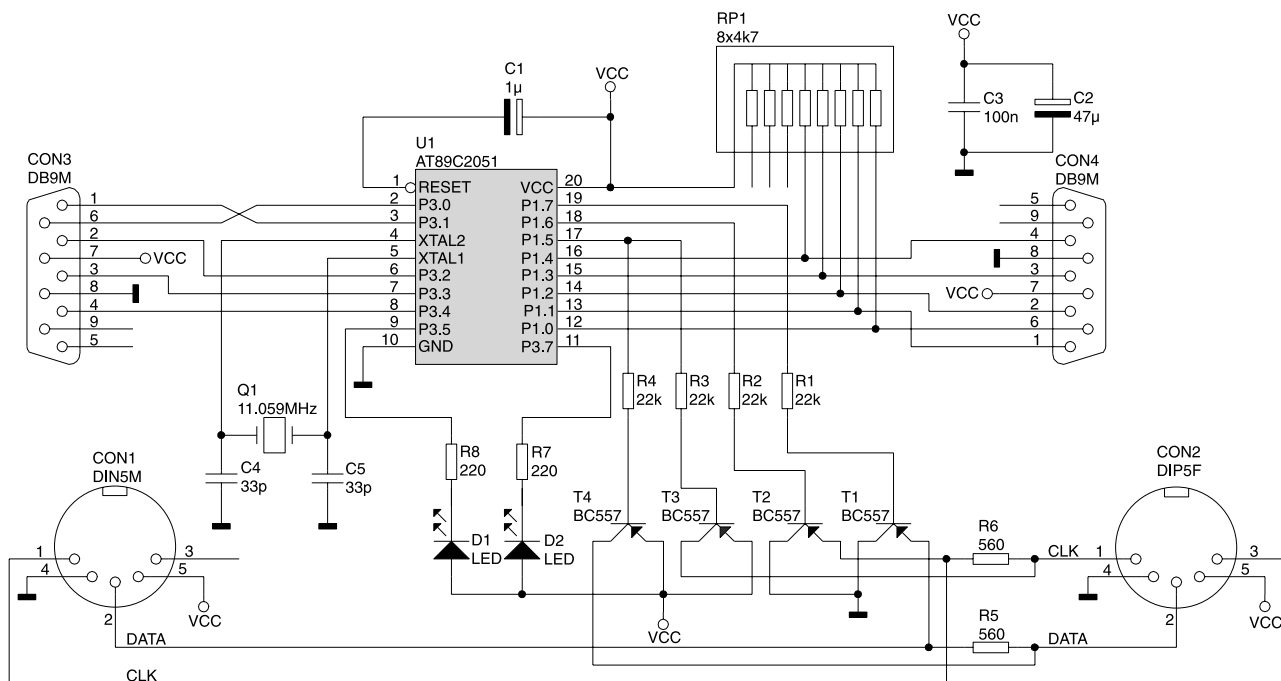 RP1
8x4k7
VCC
C1
1µ
VCC
C3
100n
C2
47µ
U1
AT89C2051
CON3
DB9M
CON4
DB9M
1
6
2
7
3
8
4
9
5
VCC
1 RESET
2 P3.0
3 P3.1
4 XTAL2
5 XTAL1
6 P3.2
7 P3.3
8 P3.4
9 P3.5
10 GND
VCC 20
P1.7 19
P1.6 18
P1.5 17
P1.4 16
P1.3 15
P1.2 14
P1.1 13
P1.0 12
P3.7 11
5
9
4
8
3
VCC 7
2
6
1
Q1
11.059MHz
R4
22k
R3
22k
R2
22k
R1
22k
CON1
DIN5M
C4
33p
C5
33p
R8
220
R7
220
CON2
DIP5F
T4
BC557
T3
BC557
T2
BC557
T1
BC557
D1
LED
D2
LED
R6
560
CLK
1
3
4
5
2
VCC
VCC
1
3
4
5
2
VCC
R5
560
DATA
DATA
CLK